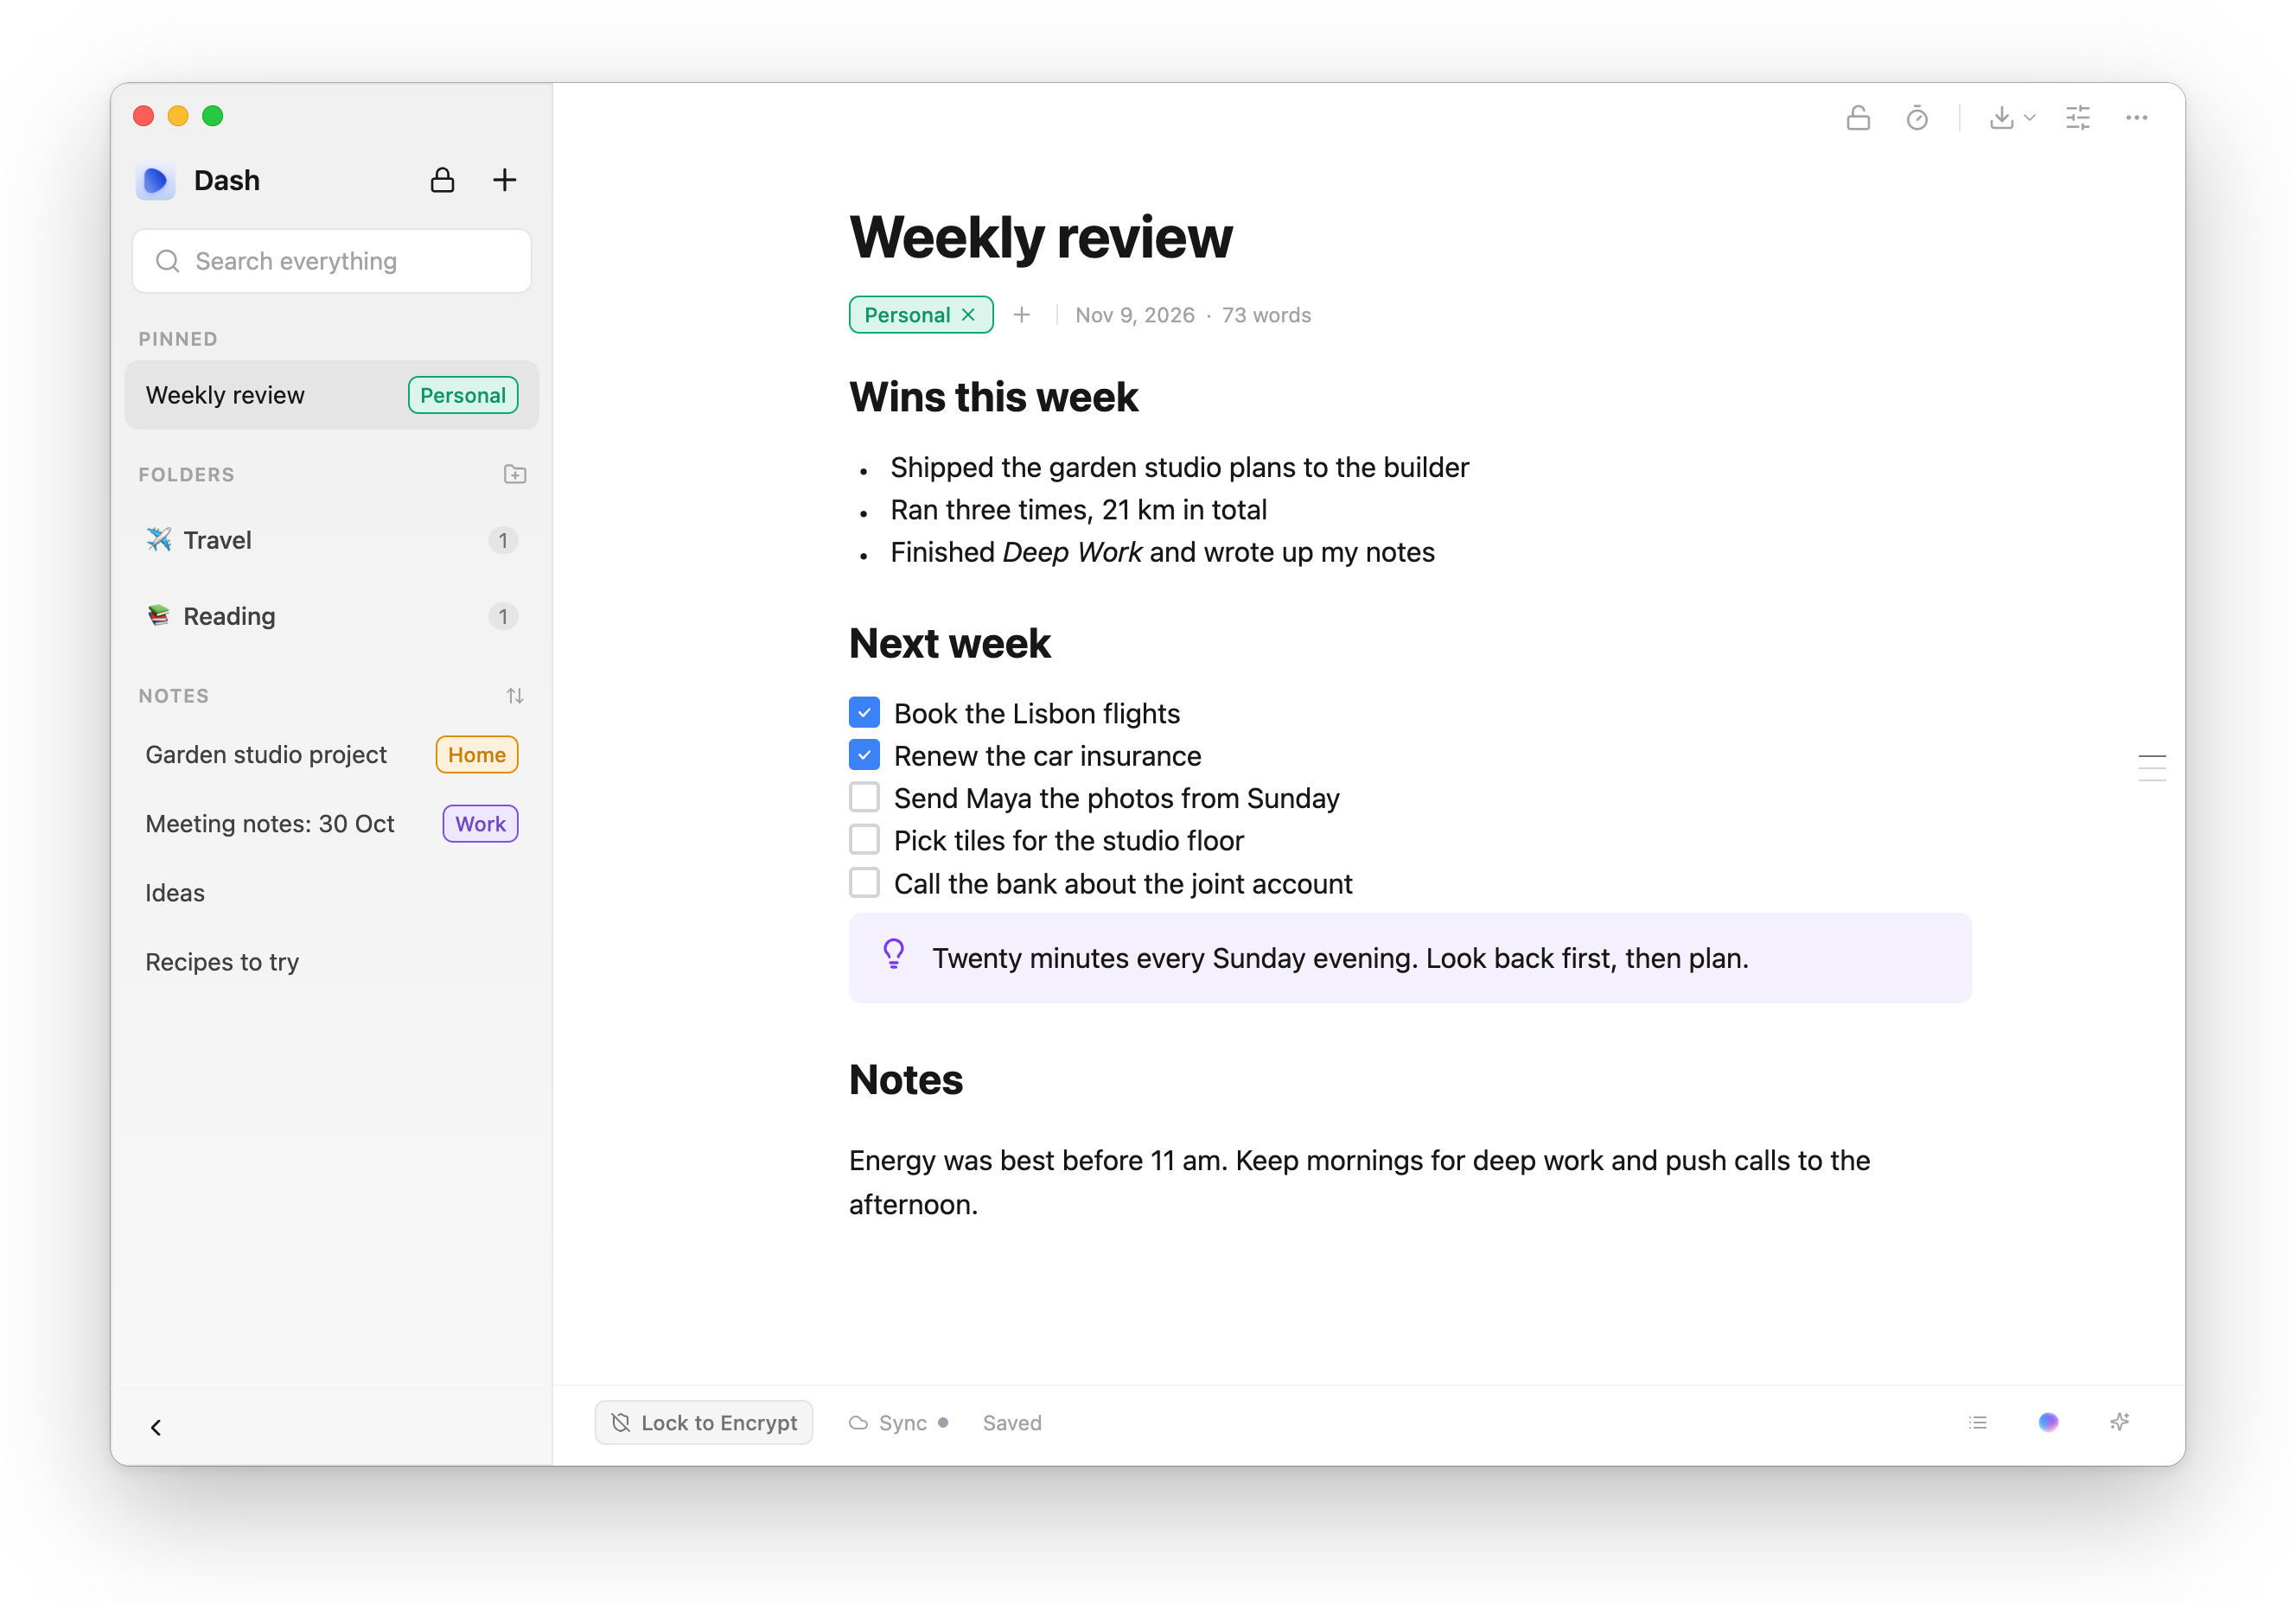 Dash
Search everything
PINNED
Weekly review Personal
FOLDERS
Travel 1
Reading 1
NOTES
Garden studio project Home
Meeting notes: 30 Oct Work
Ideas
Recipes to try
Weekly review
Personal Nov 9, 2026 · 73 words
Wins this week
• Shipped the garden studio plans to the builder
• Ran three times, 21 km in total
• Finished Deep Work and wrote up my notes
Next week
Book the Lisbon flights
Renew the car insurance
Send Maya the photos from Sunday
Pick tiles for the studio floor
Call the bank about the joint account
Twenty minutes every Sunday evening. Look back first, then plan.
Notes
Energy was best before 11 am. Keep mornings for deep work and push calls to the
afternoon.
Lock to Encrypt Sync Saved